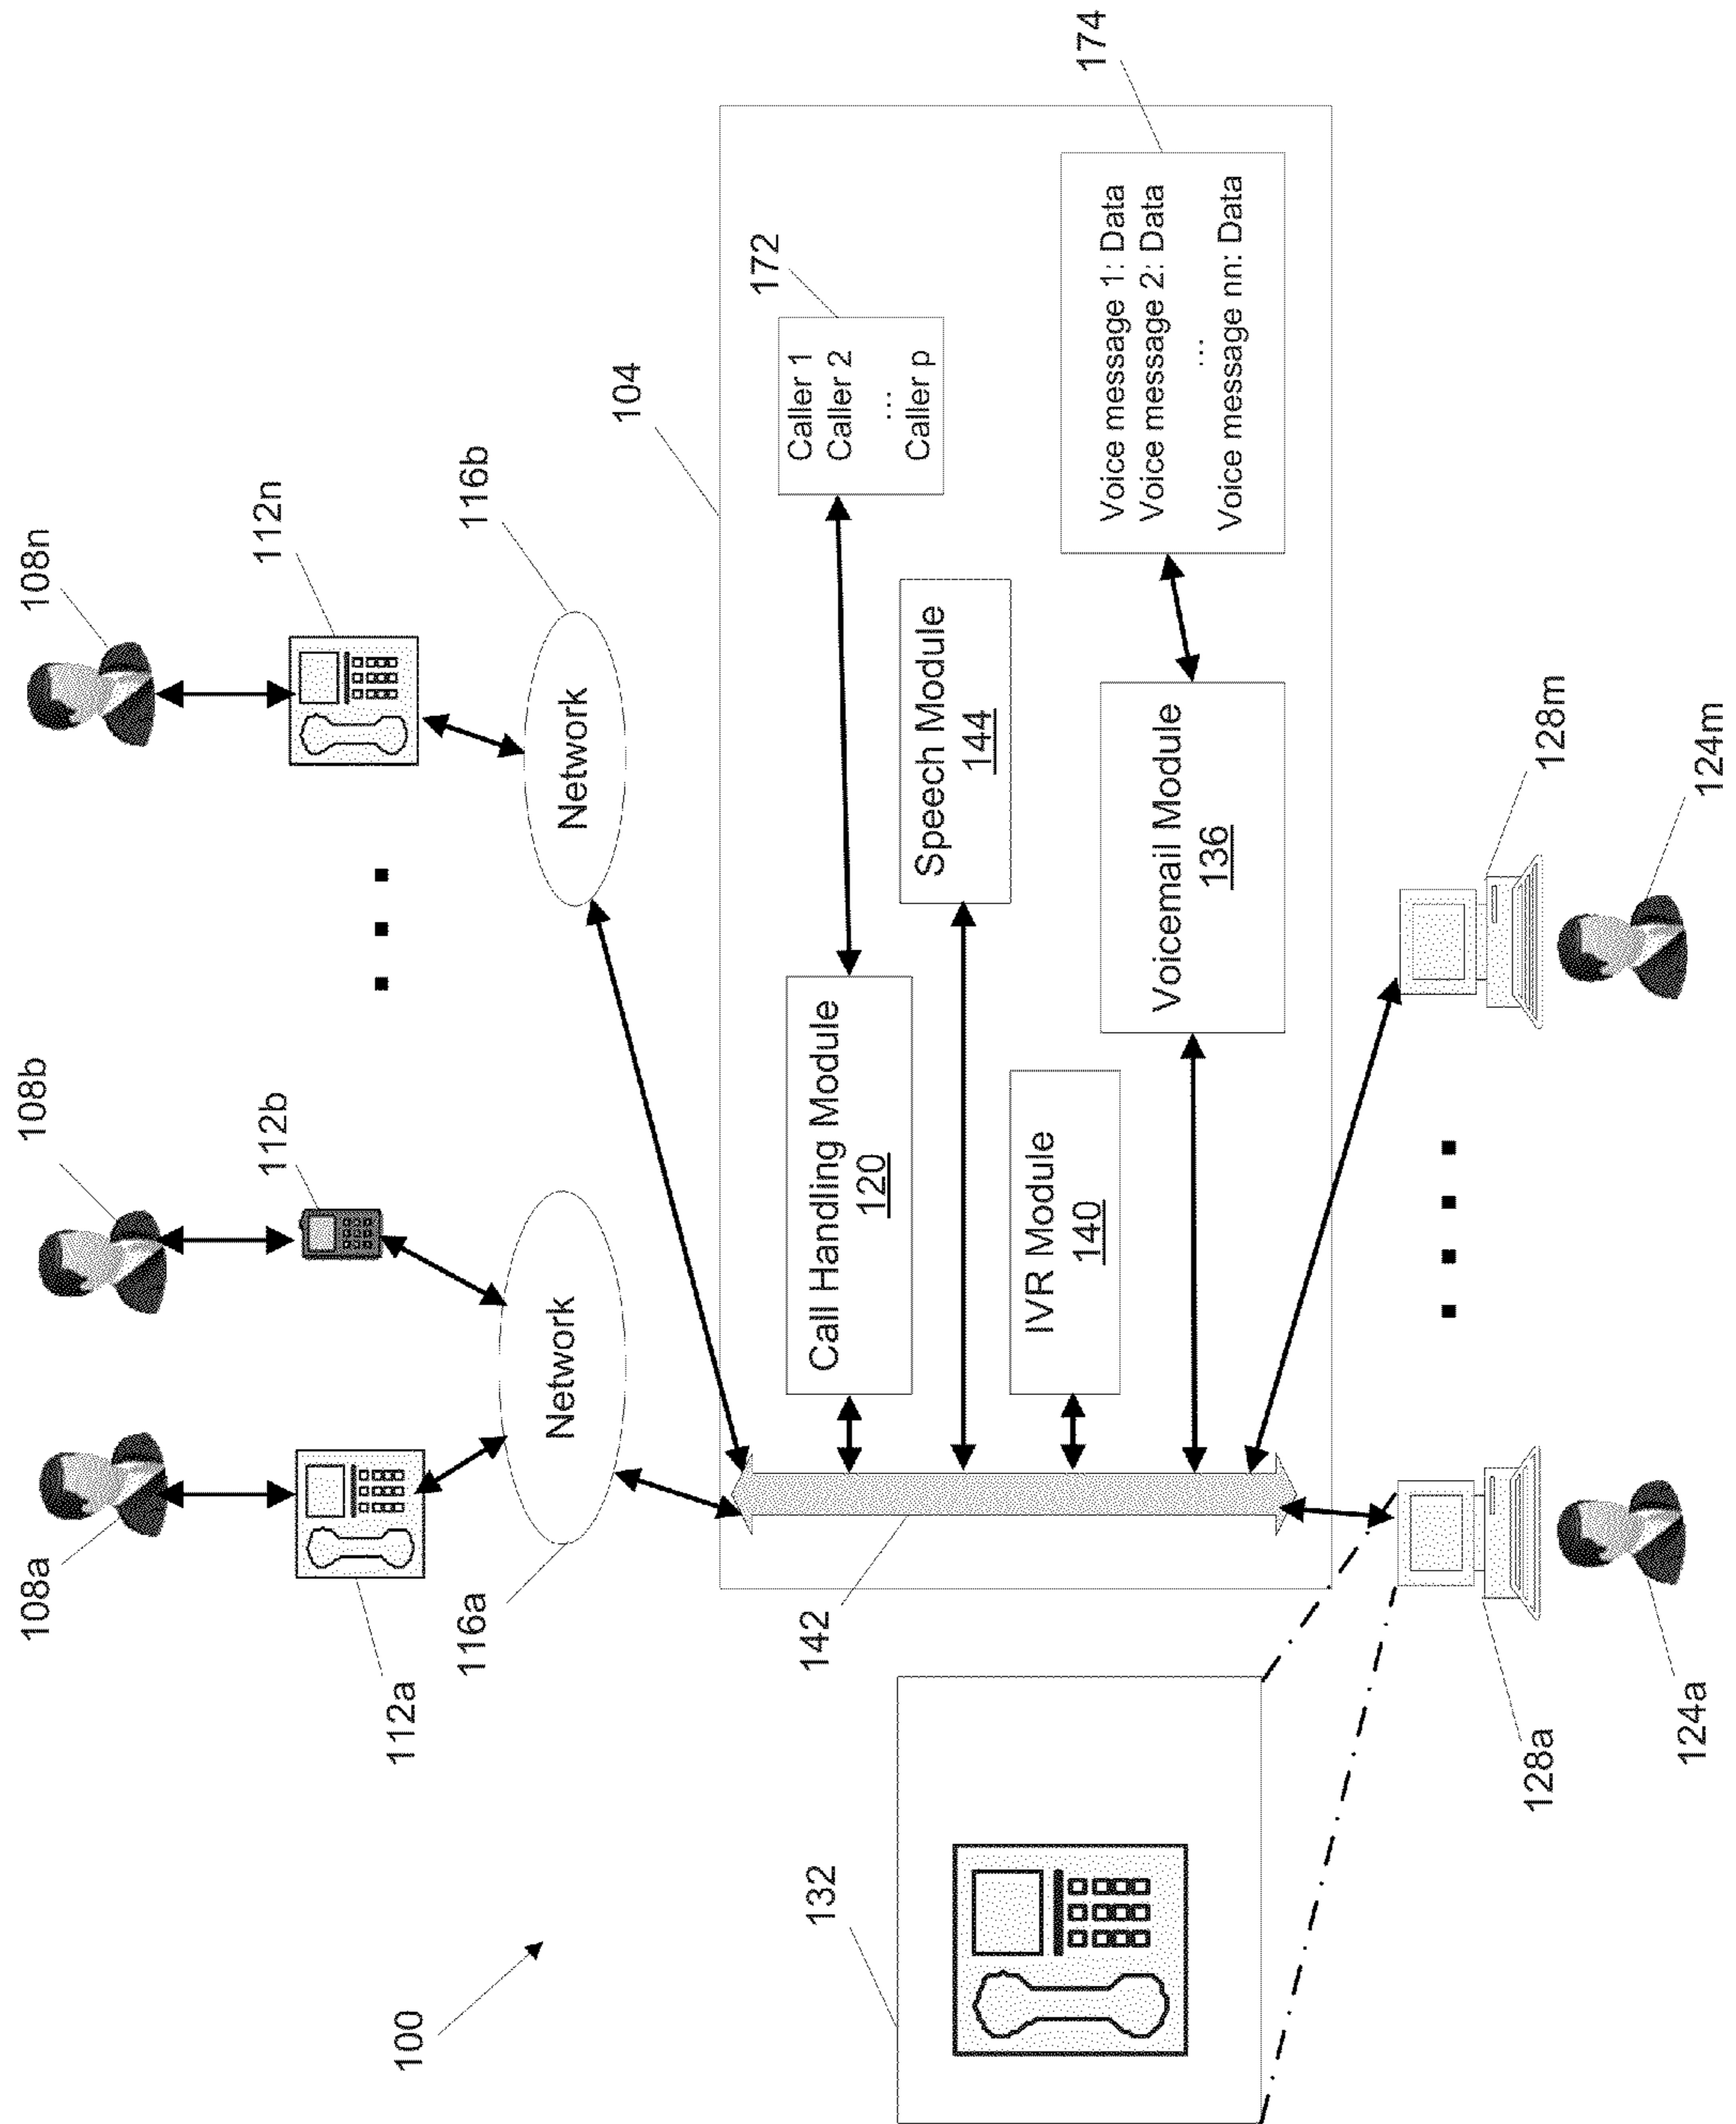 108a
108b
108n
112a
112b
112n
116a
Network
Network
116b
104
142
Call Handling Module
120
Caller 1
Caller 2
...
Caller p
172
Speech Module
144
IVR Module
140
Voicemail Module
136
Voice message 1: Data
Voice message 2: Data
...
Voice message nn: Data
174
100
132
128a
124a
128m
124m